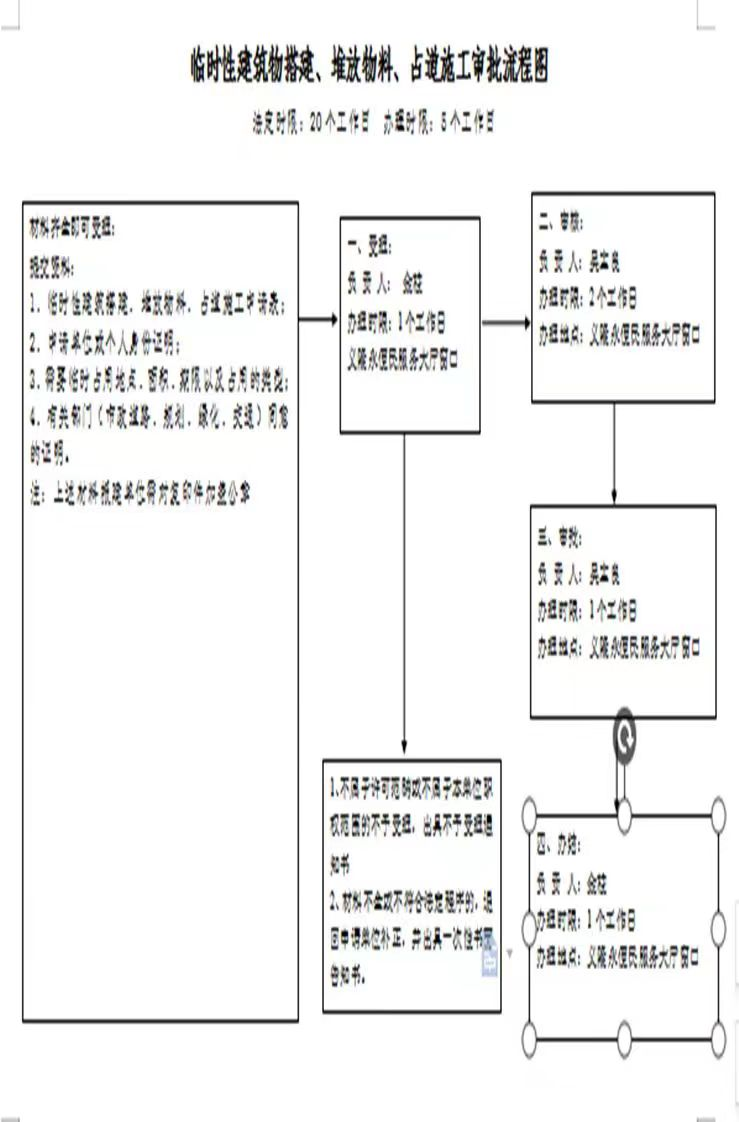 临时性建筑物搭建、堆放物料、占道施工审批流程图
法定时限：20个工作日 办理时限：5个工作日
材料齐全即可受理：
提交资料：
1．临时性建筑搭建．堆放物料．占道施工申请表；
2．申请单位或个人身份证明；
3．需要临时占用地点．面积．期限以及占用的类型；
4．有关部门（市政道路．规划．绿化．交通）同意
的证明。
注：上述材料报建单位需对复印件加盖公章
一、受理：
负 责 人： 金
办理时限：1个工作日
义隆永便民服务大厅窗口
二、审核：
负 责 人：
办理时限：2个工作日
办理地点：义隆永便民服务大厅窗口
三、审批：
负 责 人：
办理时限：1个工作日
办理地点：义隆永便民服务大厅窗口
1、不属于许可范畴或不属于本单位职
权范围的不予受理，出具不予受理通
知书
2、材料不全或不符合法定程序的，退
回申请单位补正，并出具一次性书面
告知书。
四、办结：
负 责 人：金
办理时限：1个工作日
办理地点：义隆永便民服务大厅窗口